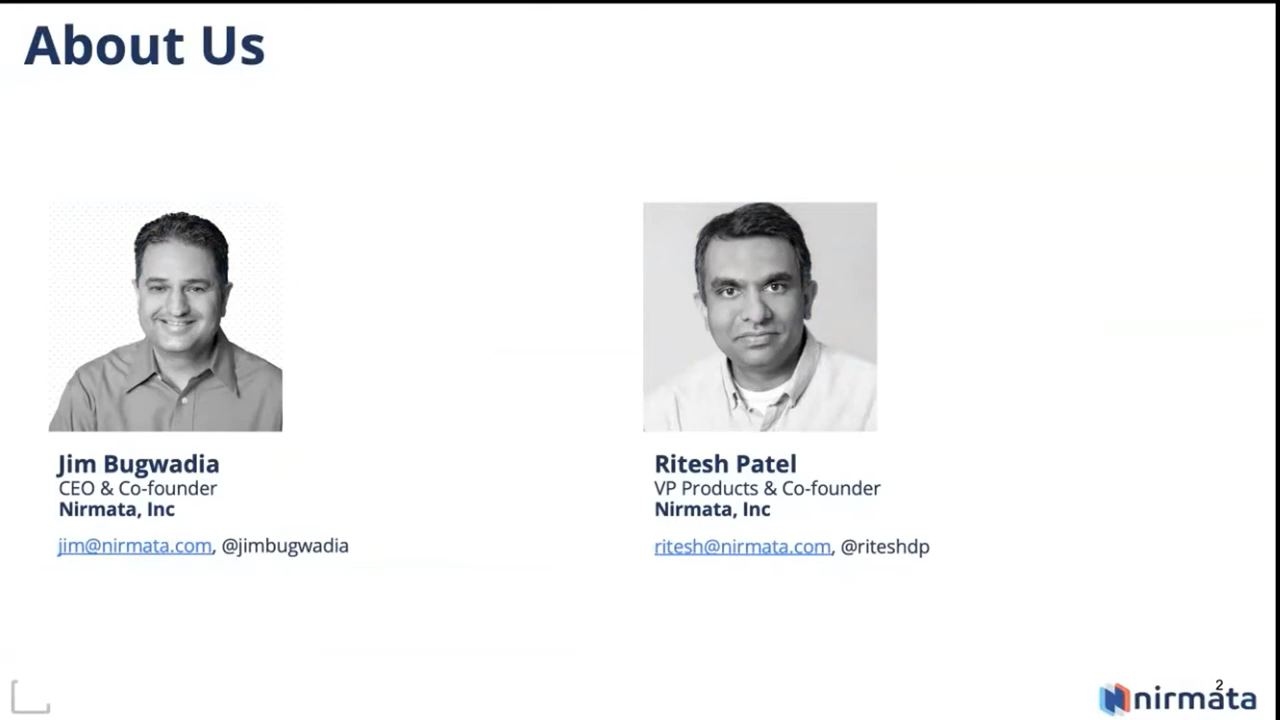 About Us
Jim Bugwadia
CEO & Co-founder
Nirmata, Inc
jim@nirmata.com, @jimbugwadia
Ritesh Patel
VP Products & Co-founder
Nirmata, Inc
ritesh@nirmata.com, @riteshdp
2
nirmata